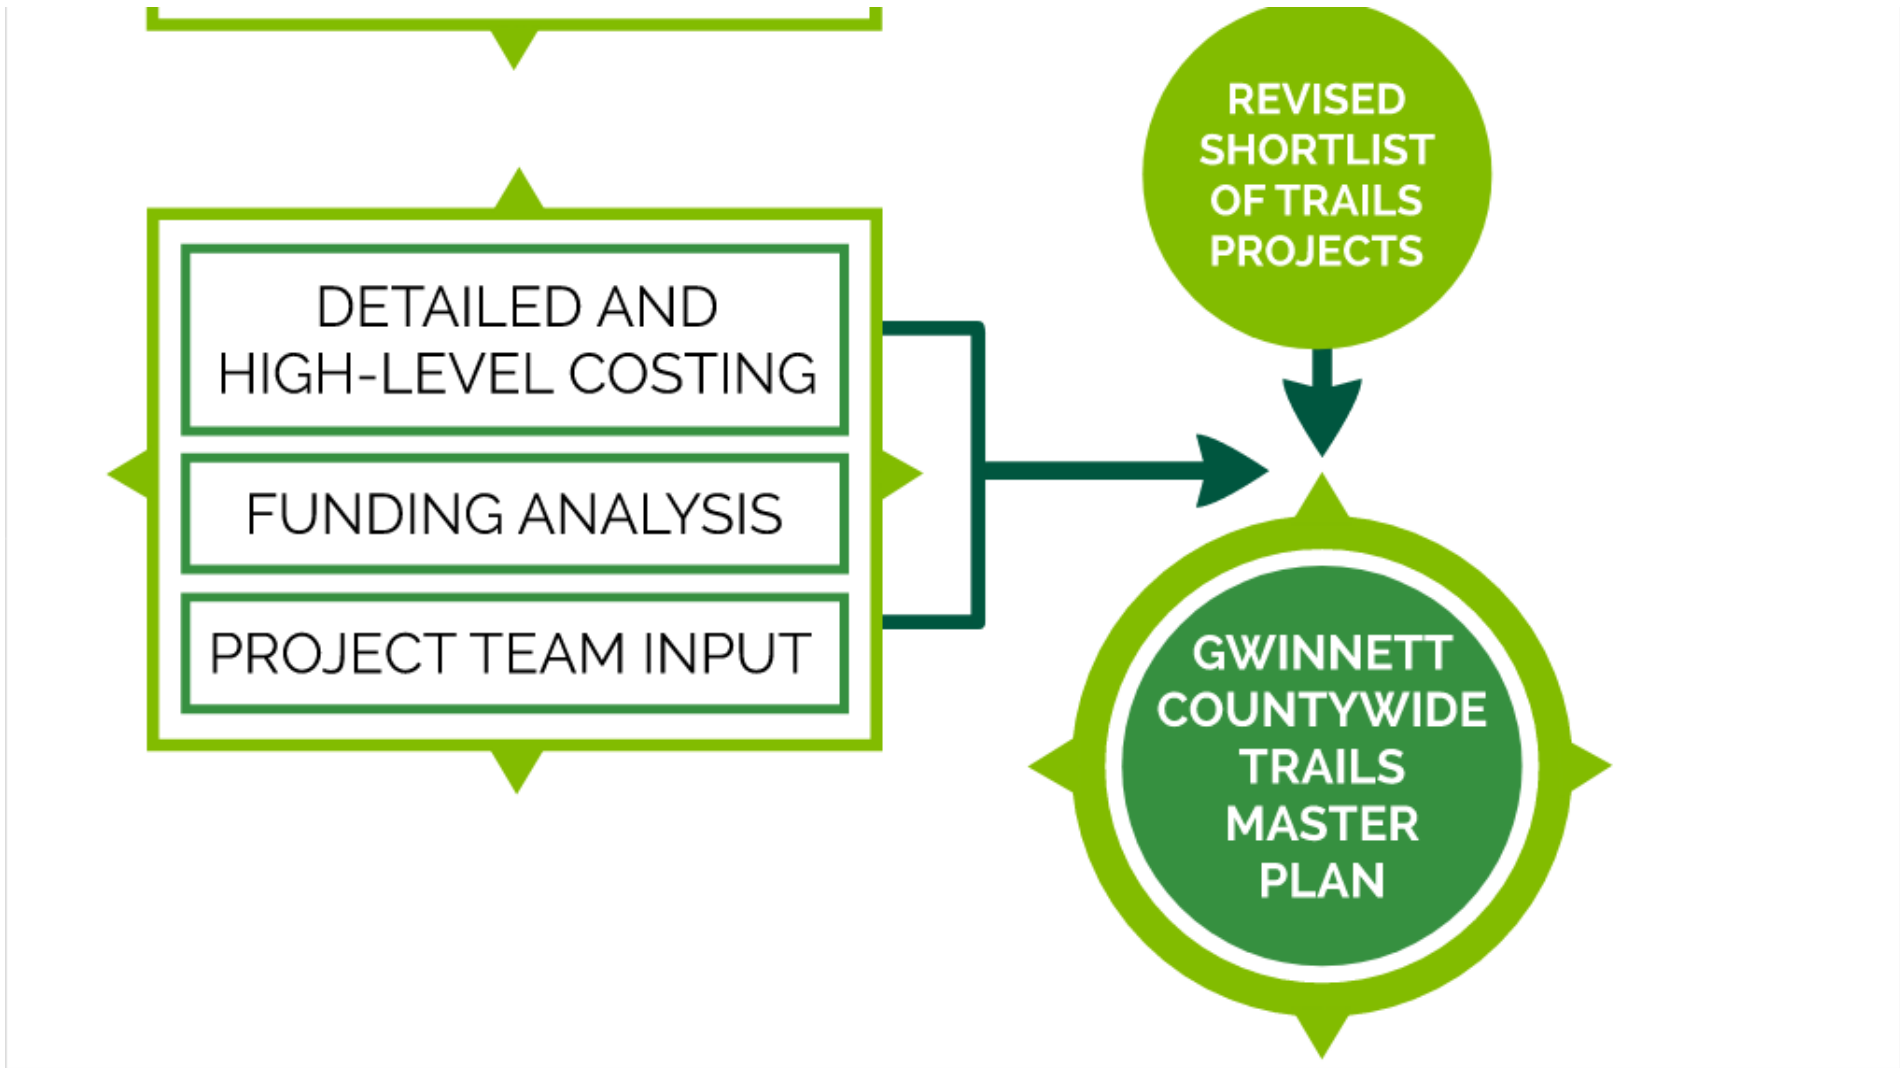 REVISED
SHORTLIST
OF TRAILS
PROJECTS
DETAILED AND
HIGH-LEVEL COSTING
FUNDING ANALYSIS
PROJECT TEAM INPUT
GWINNETT
COUNTYWIDE
TRAILS
MASTER
PLAN